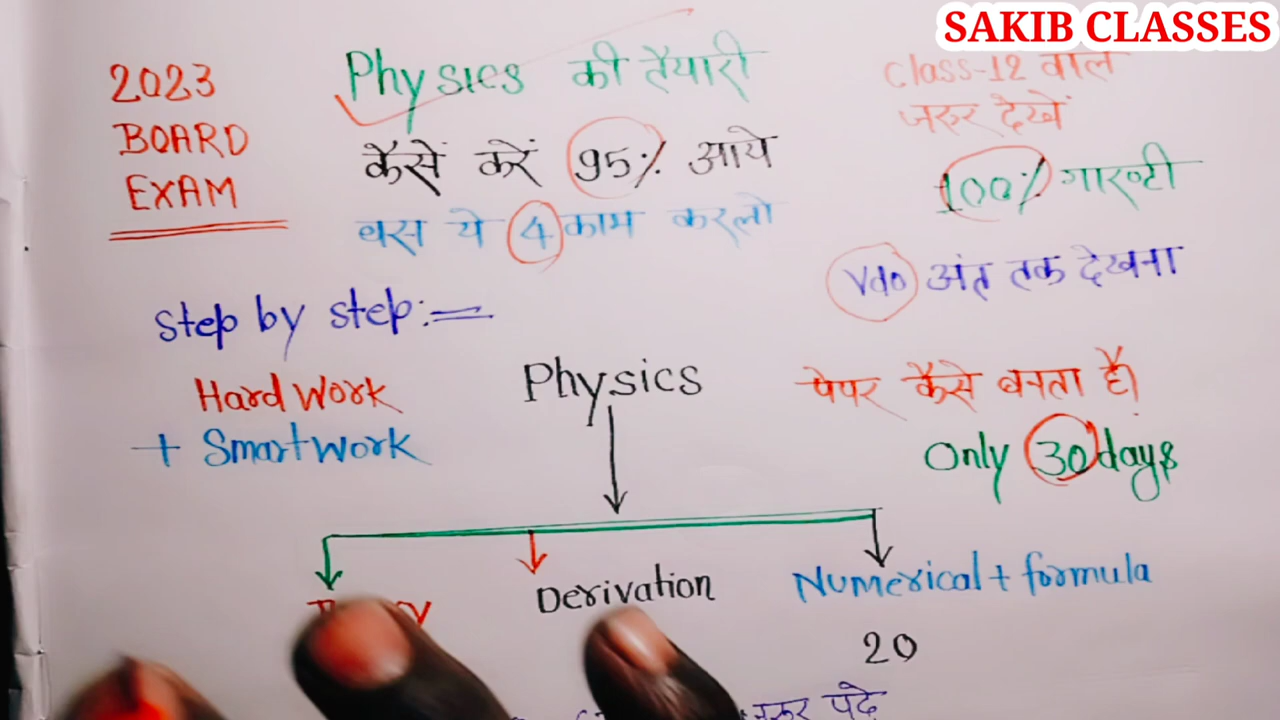 SAKIB CLASSES
2023
BOARD
EXAM
Physics की तैयारी
कैसें करें 95% आये
बस ये 4 काम करलो
Class-12 वाले
जरुर देखें
100% गारण्टी
Vdo अंत तक देखना
Step by step:=
Hard Work
+ Smart Work
Physics
पेपर कैसे बनता है।
Only 30 days
Derivation
Numerical + formula
20
जरुर पढे